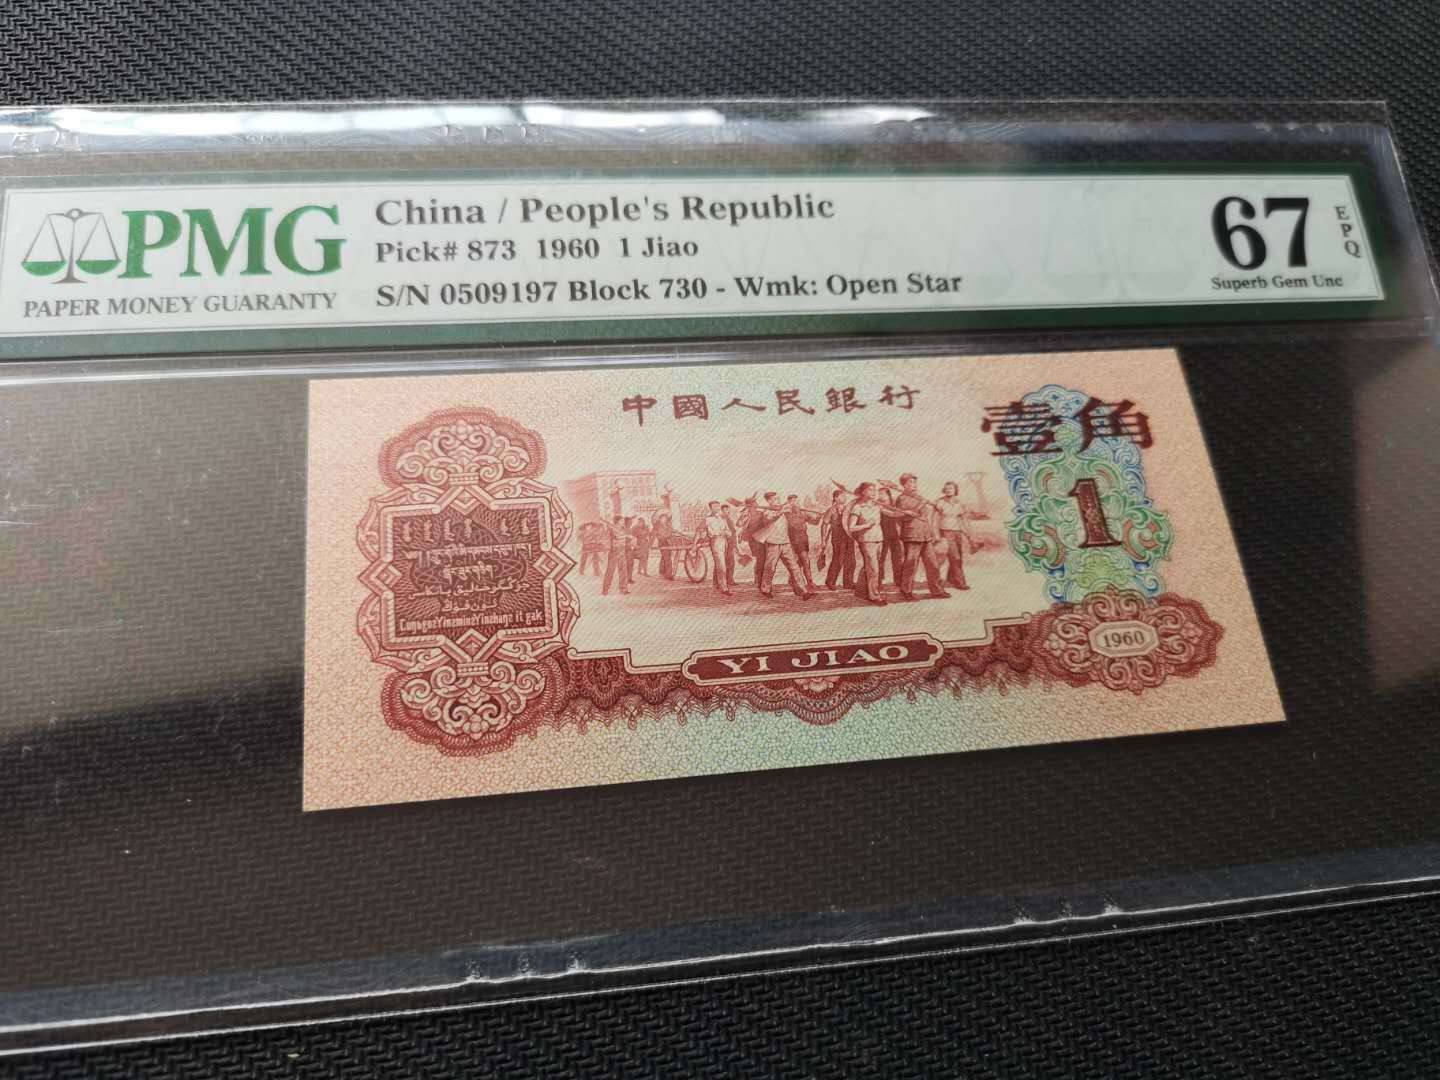 PMG
PAPER MONEY GUARANTY
China / People's Republic
Pick# 873 1960 1 Jiao
S/N 0509197 Block 730 - Wmk: Open Star
67
EPQ
Superb Gem Unc
中國人民銀行
壹角
1
YI JIAO
1960